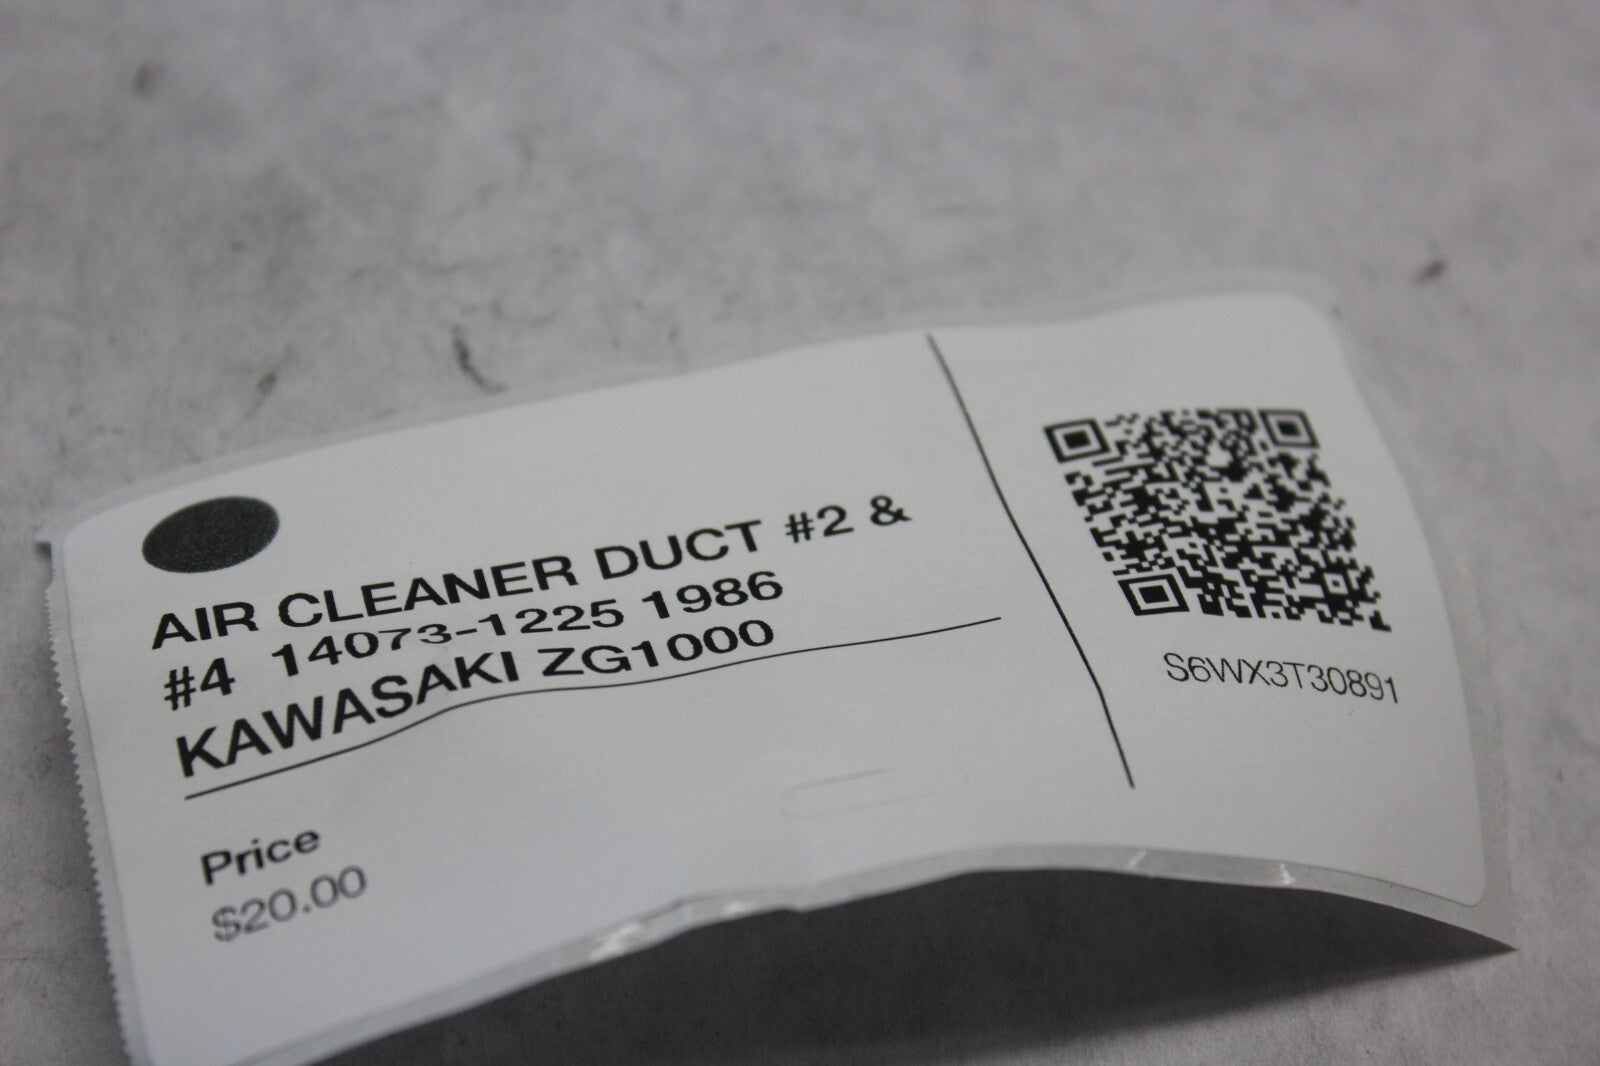 AIR CLEANER DUCT #2 &
#4 14073-1225 1986
KAWASAKI ZG1000
Price
$20.00
S6WX3T30891